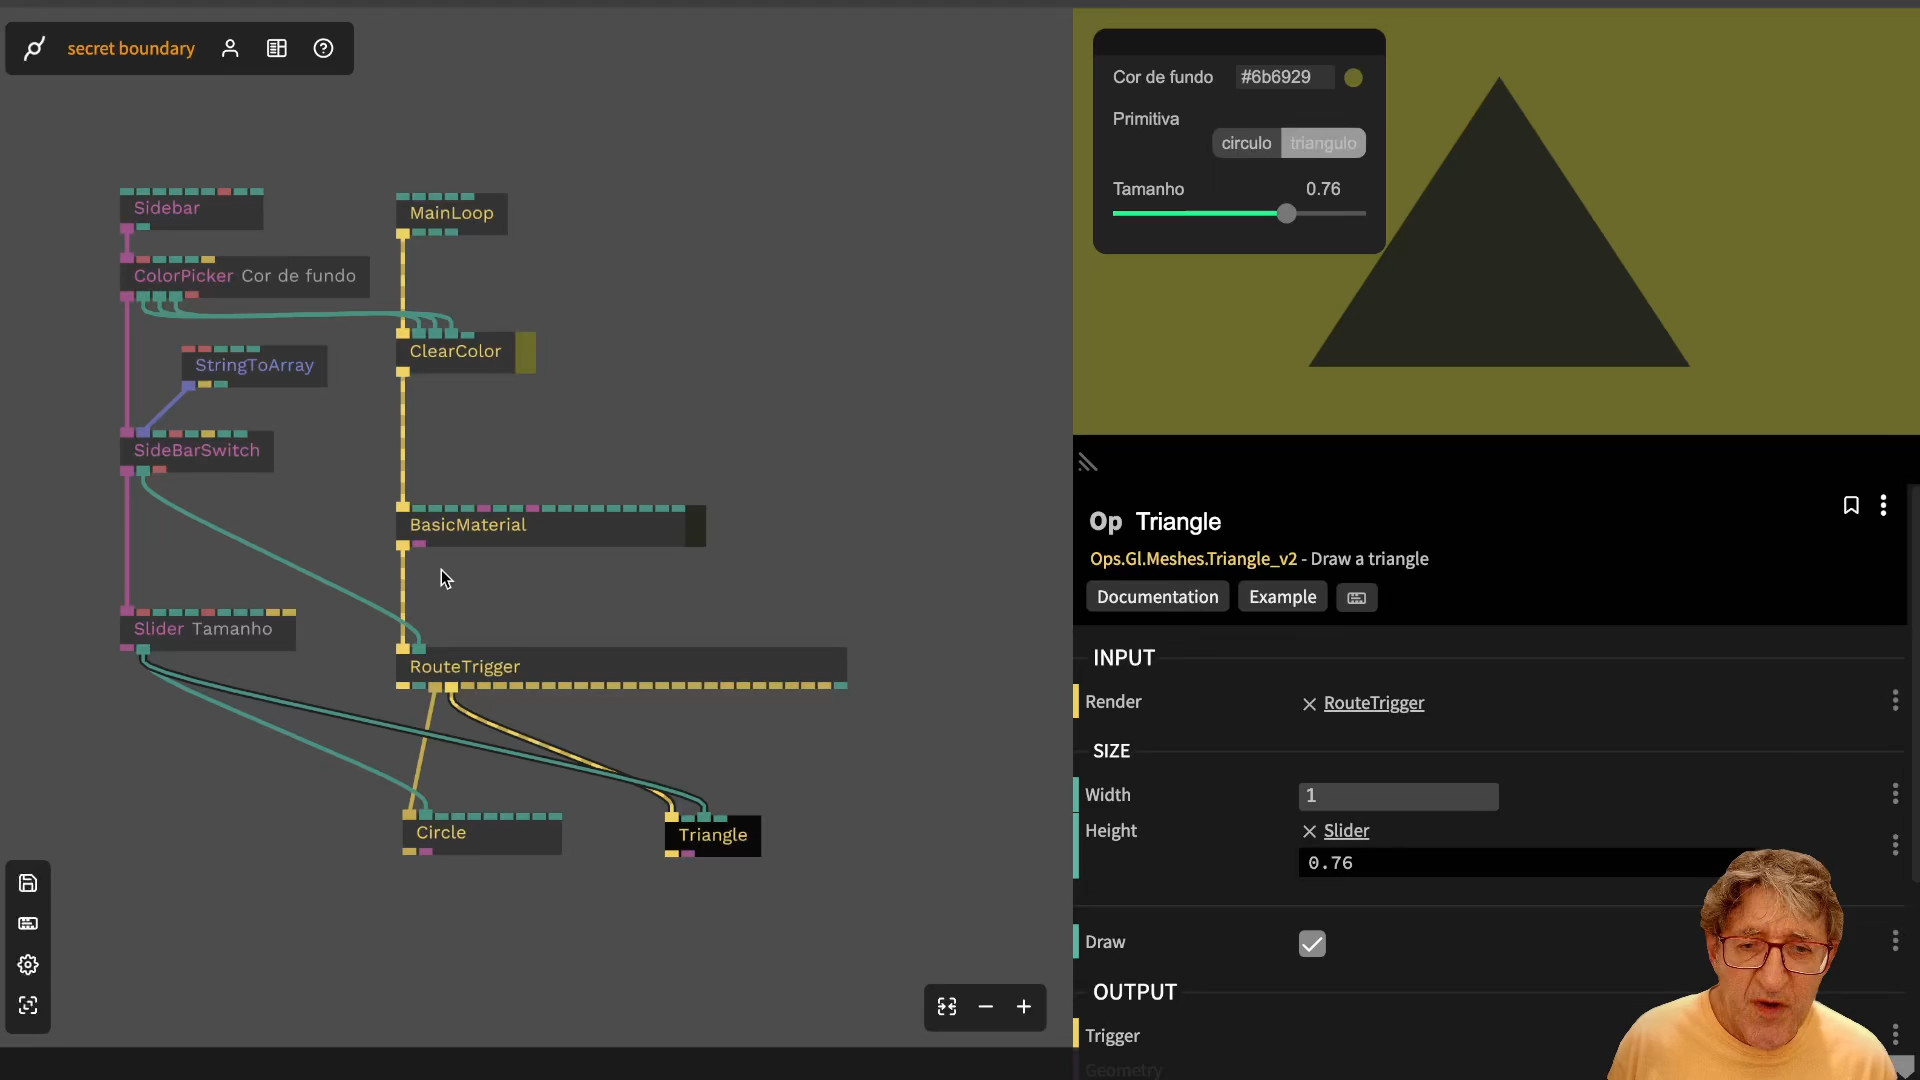 secret boundary
Sidebar
MainLoop
ColorPicker Cor de fundo
ClearColor
StringToArray
SideBarSwitch
BasicMaterial
Slider Tamanho
RouteTrigger
Circle
Triangle
Cor de fundo #6b6929
Primitiva
circulo triangulo
Tamanho 0.76
Op Triangle
Ops.Gl.Meshes.Triangle_v2 - Draw a triangle
Documentation Example
INPUT
Render RouteTrigger
SIZE
Width 1
Height Slider
0.76
Draw
OUTPUT
Trigger
Geometry